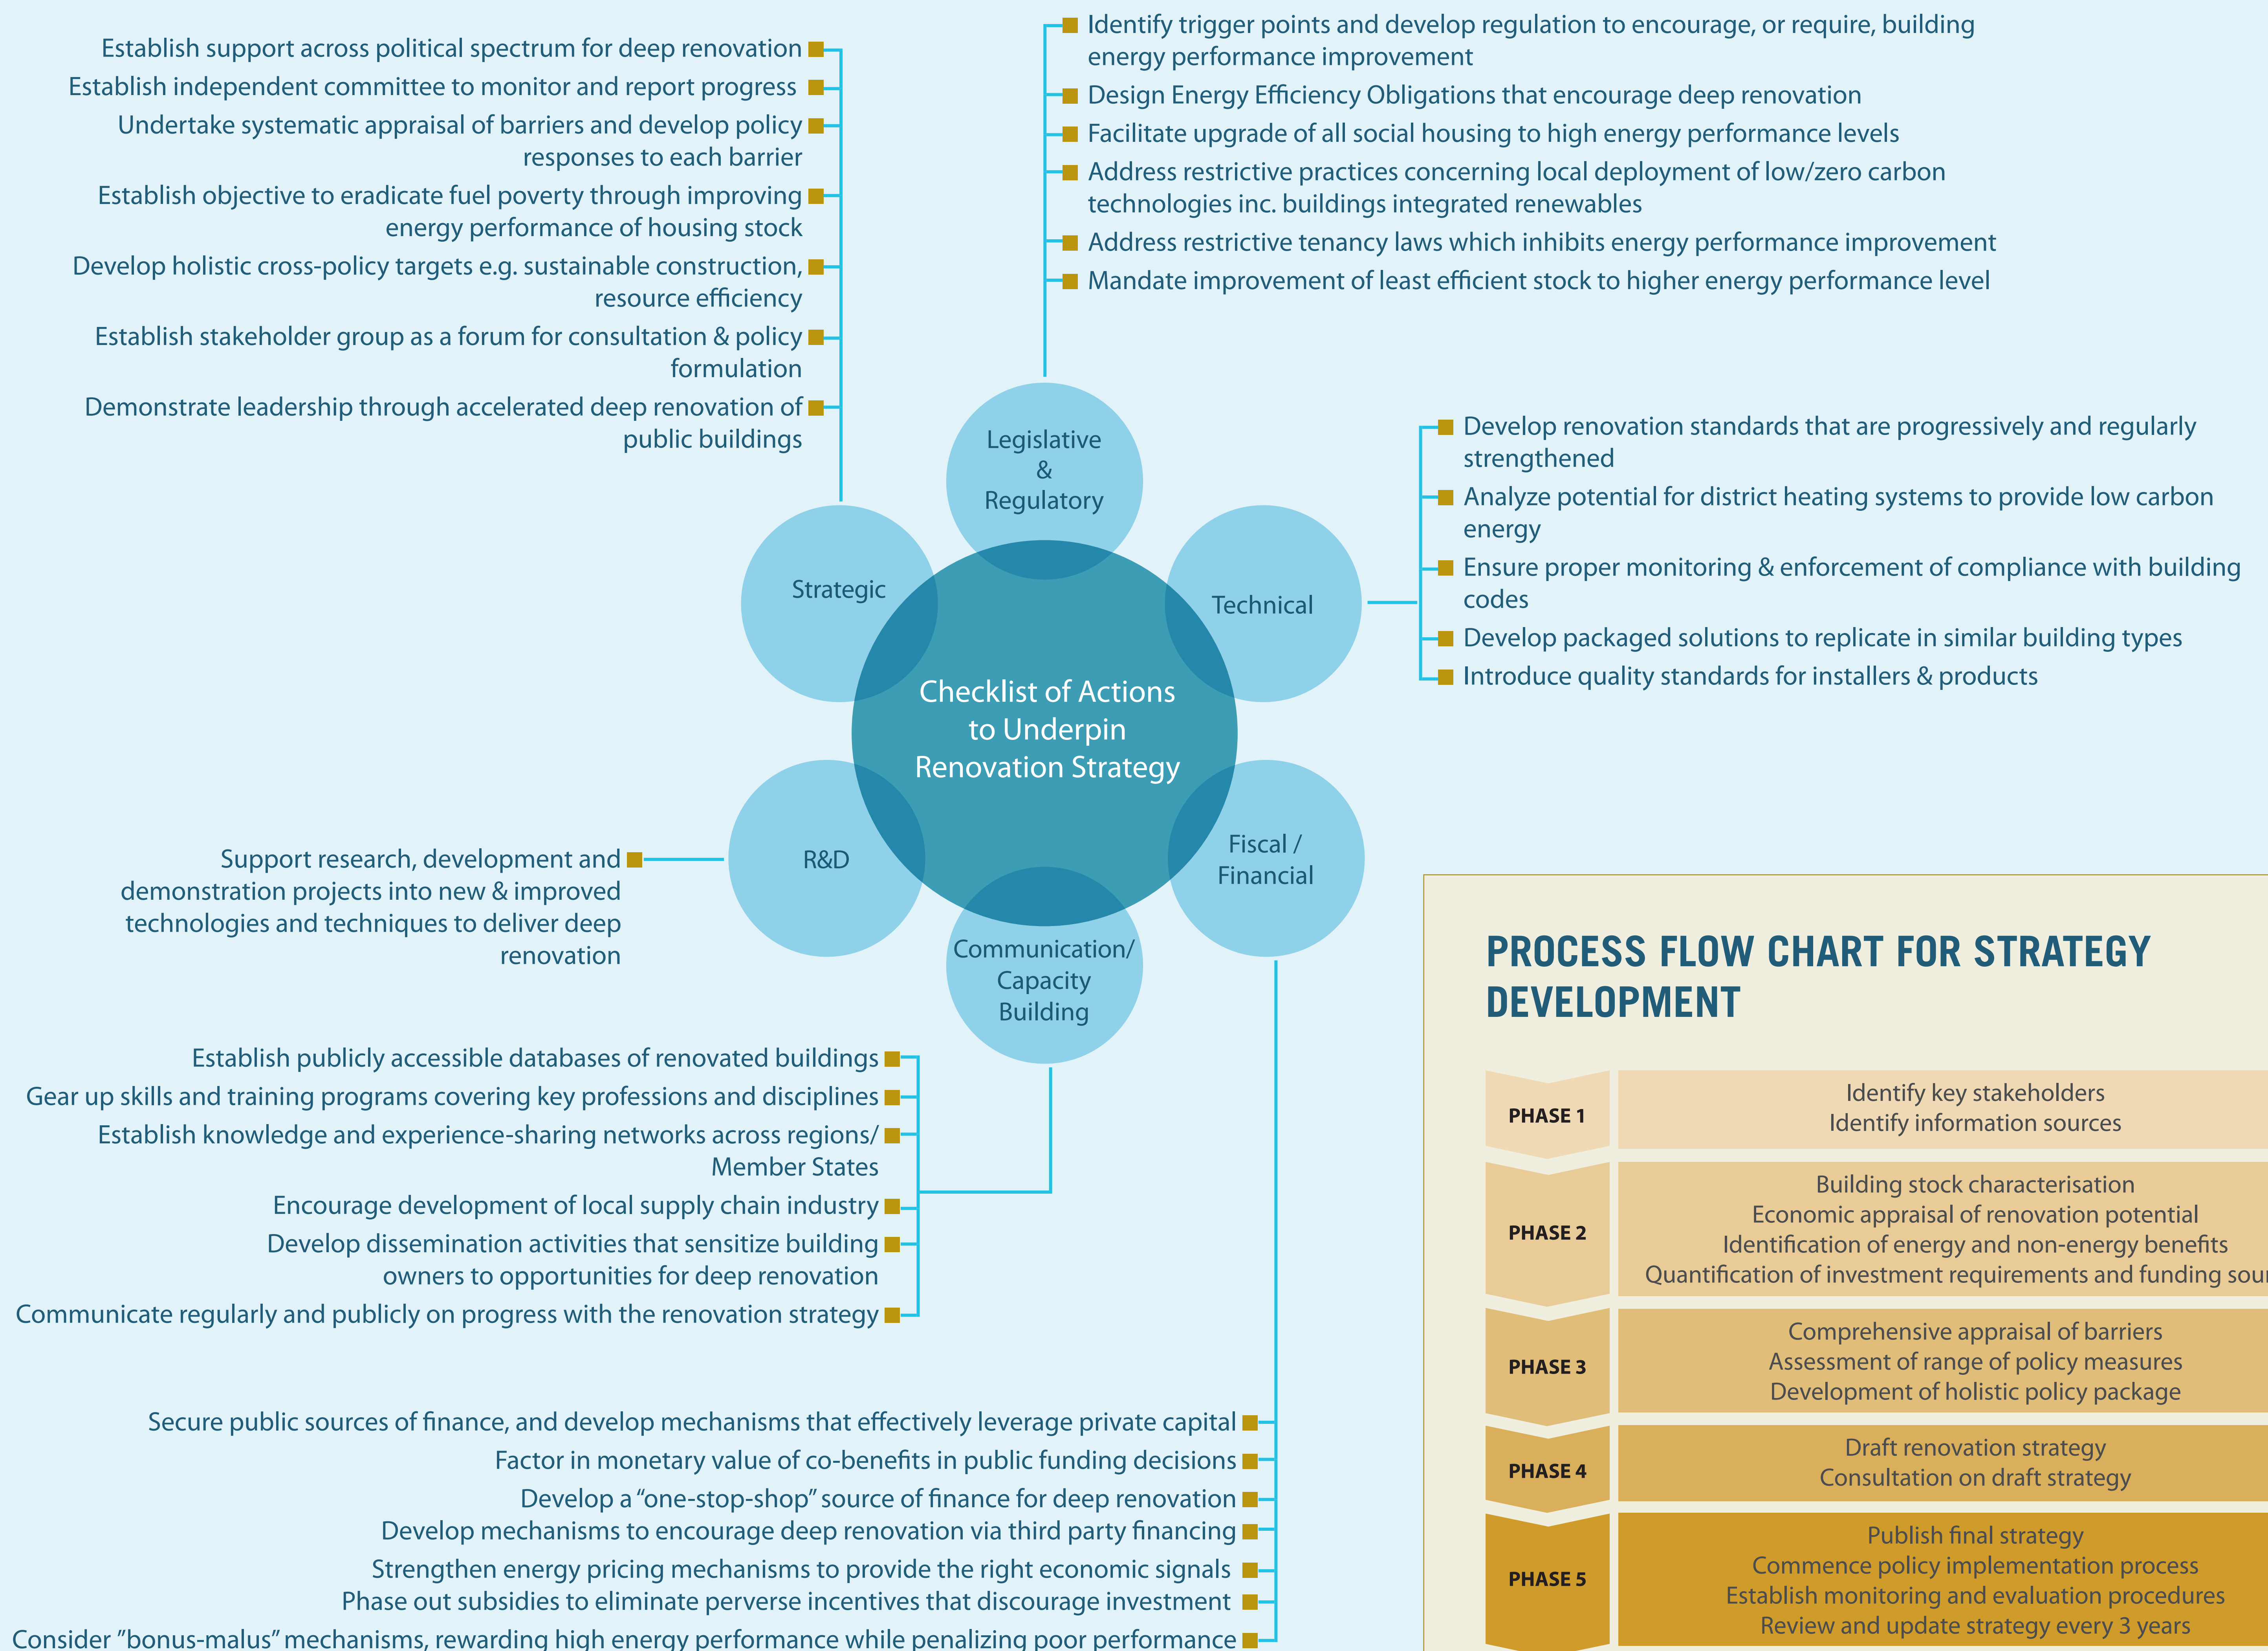 Establish support across political spectrum for deep renovation
Establish independent committee to monitor and report progress
Undertake systematic appraisal of barriers and develop policy
responses to each barrier
Establish objective to eradicate fuel poverty through improving
energy performance of housing stock
Develop holistic cross-policy targets e.g. sustainable construction,
resource efficiency
Establish stakeholder group as a forum for consultation & policy
formulation
Demonstrate leadership through accelerated deep renovation of
public buildings
Identify trigger points and develop regulation to encourage, or require, building
energy performance improvement
Design Energy Efficiency Obligations that encourage deep renovation
Facilitate upgrade of all social housing to high energy performance levels
Address restrictive practices concerning local deployment of low/zero carbon
technologies inc. buildings integrated renewables
Address restrictive tenancy laws which inhibits energy performance improvement
Mandate improvement of least efficient stock to higher energy performance level
Legislative
&
Regulatory
Strategic
Technical
Develop renovation standards that are progressively and regularly
strengthened
Analyze potential for district heating systems to provide low carbon
energy
Ensure proper monitoring & enforcement of compliance with building
codes
Develop packaged solutions to replicate in similar building types
Introduce quality standards for installers & products
Checklist of Actions
to Underpin
Renovation Strategy
R&D
Fiscal /
Financial
Communication/
Capacity
Building
Support research, development and
demonstration projects into new & improved
technologies and techniques to deliver deep
renovation
Establish publicly accessible databases of renovated buildings
Gear up skills and training programs covering key professions and disciplines
Establish knowledge and experience-sharing networks across regions/
Member States
Encourage development of local supply chain industry
Develop dissemination activities that sensitize building
owners to opportunities for deep renovation
Communicate regularly and publicly on progress with the renovation strategy
Secure public sources of finance, and develop mechanisms that effectively leverage private capital
Factor in monetary value of co-benefits in public funding decisions
Develop a “one-stop-shop” source of finance for deep renovation
Develop mechanisms to encourage deep renovation via third party financing
Strengthen energy pricing mechanisms to provide the right economic signals
Phase out subsidies to eliminate perverse incentives that discourage investment
Consider ”bonus-malus” mechanisms, rewarding high energy performance while penalizing poor performance
PROCESS FLOW CHART FOR STRATEGY
DEVELOPMENT
PHASE 1
Identify key stakeholders
Identify information sources
PHASE 2
Building stock characterisation
Economic appraisal of renovation potential
Identification of energy and non-energy benefits
Quantification of investment requirements and funding
PHASE 3
Comprehensive appraisal of barriers
Assessment of range of policy measures
Development of holistic policy package
PHASE 4
Draft renovation strategy
Consultation on draft strategy
PHASE 5
Publish final strategy
Commence policy implementation process
Establish monitoring and evaluation procedures
Review and update strategy every 3 years